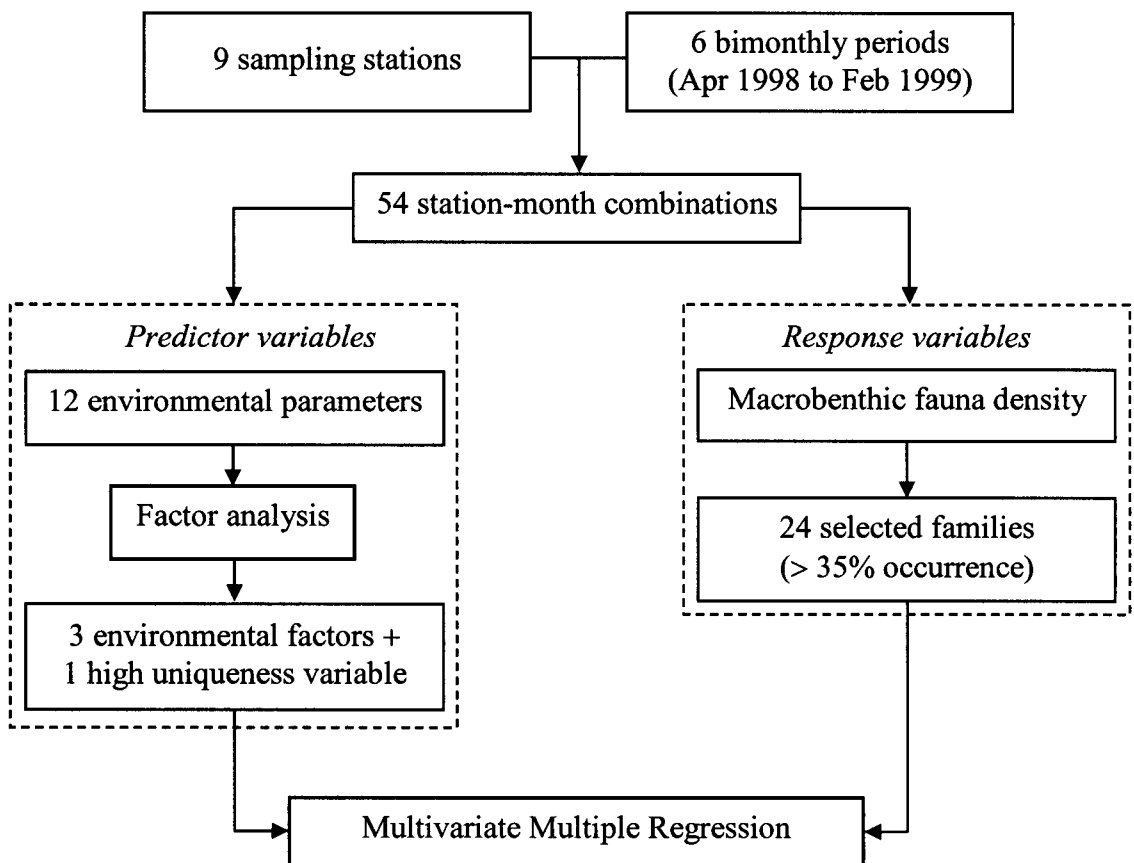 9 sampling stations
6 bimonthly periods
(Apr 1998 to Feb 1999)
54 station-month combinations
Predictor variables
12 environmental parameters
Factor analysis
3 environmental factors +
1 high uniqueness variable
Response variables
Macrobenthic fauna density
24 selected families
(> 35% occurrence)
Multivariate Multiple Regression